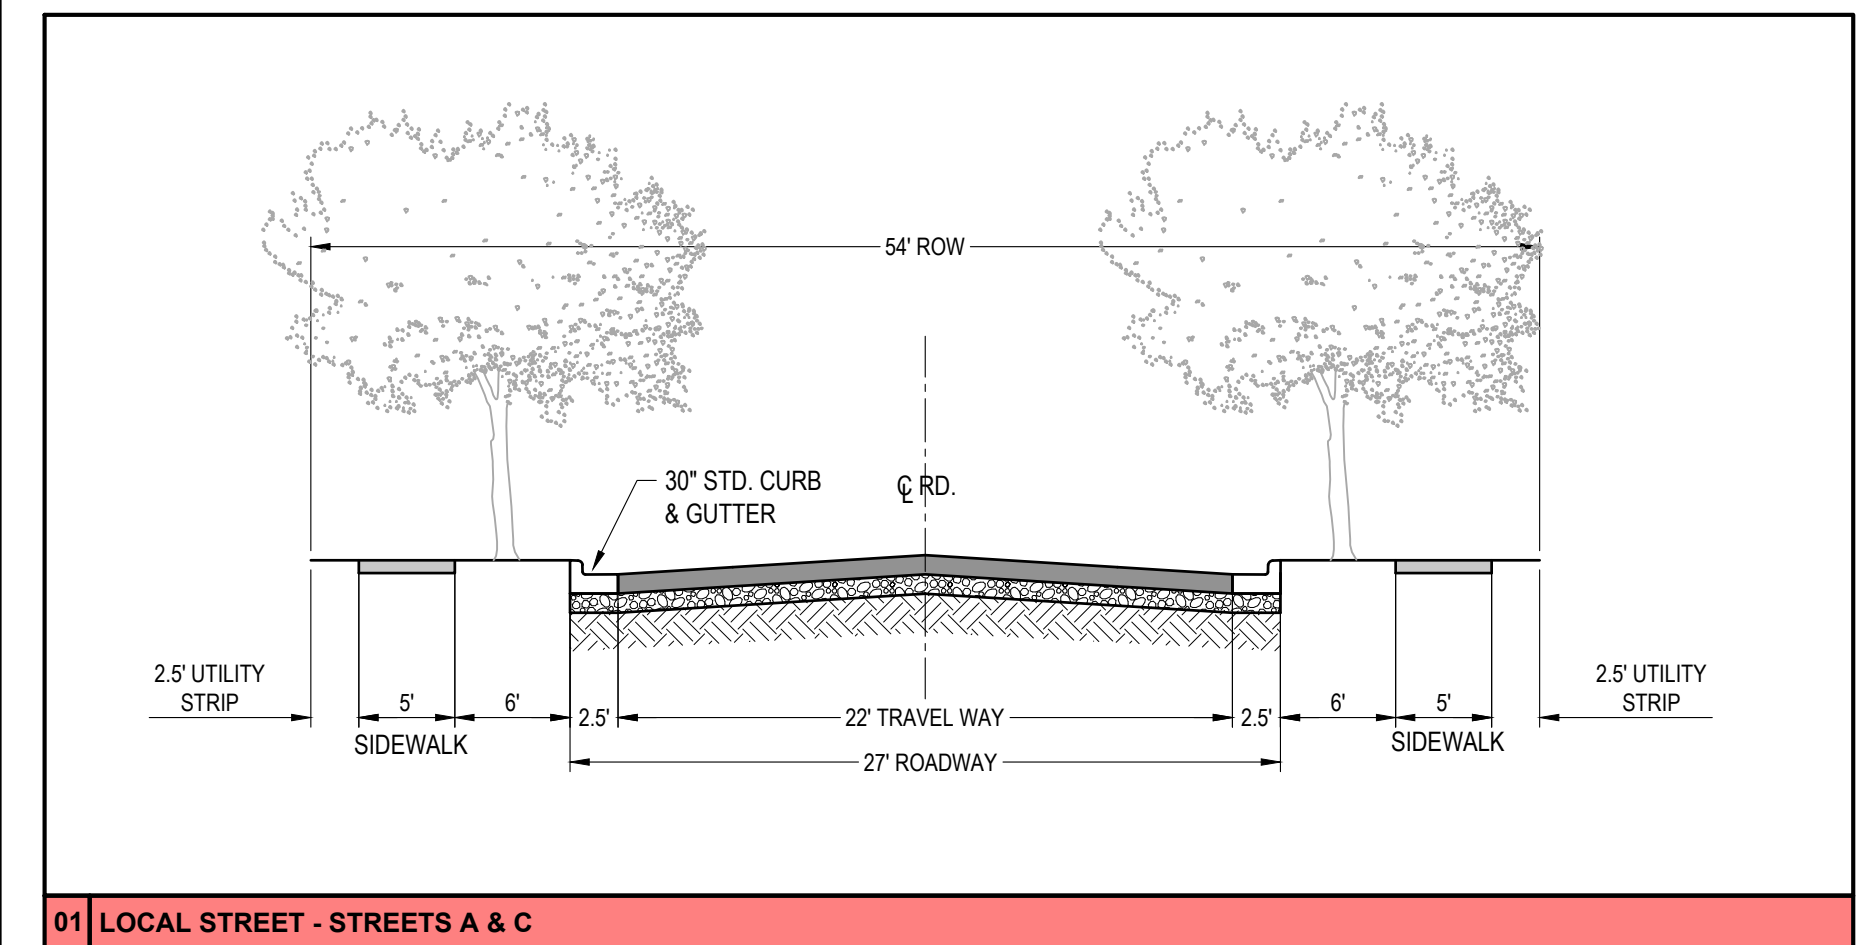 54' ROW
30" STD. CURB
& GUTTER
℄ RD.
2.5' UTILITY
STRIP
2.5' UTILITY
STRIP
5'
6'
2.5'
22' TRAVEL WAY
2.5'
6'
5'
SIDEWALK
SIDEWALK
27' ROADWAY
01 LOCAL STREET - STREETS A & C